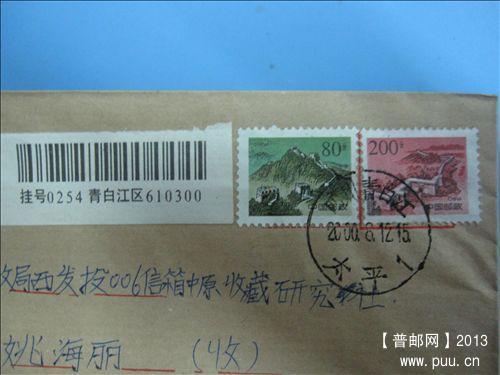 80分
200分
中国邮政
中国邮政
CHINA
挂号0254 青白江区610300
2000.8.12.15
永平1
政局西发投006信箱中原收藏研究
姚海丽 (收)
【普邮网】2013
www.puu.cn